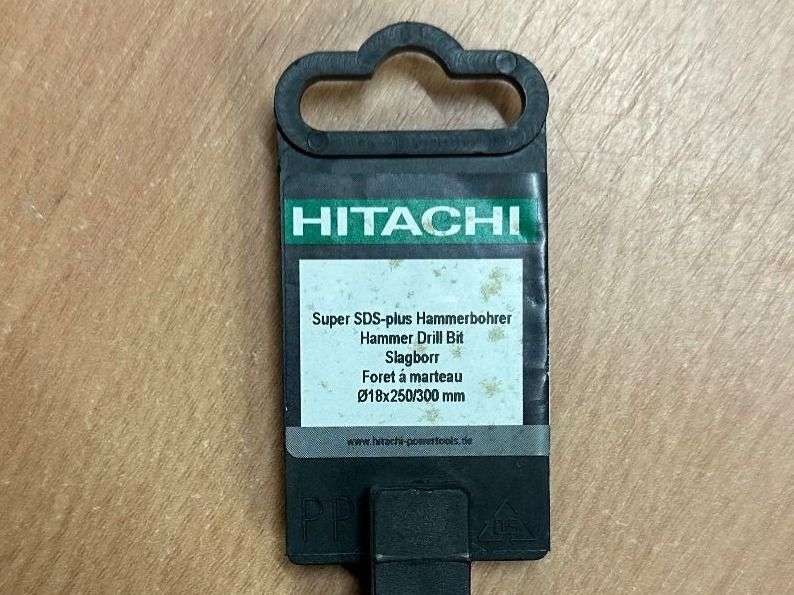 HITACHI
Super SDS-plus Hammerbohrer
Hammer Drill Bit
Slagborr
Foret á marteau
Ø18x250/300 mm
www.hitachi-powertools.de
PP
05